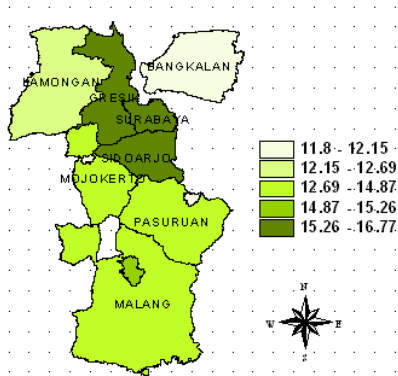 BANGKALAN
LAMONGAN
GRESIK
SURABAYA
SIDOARJO
MOJOKERTO
PASURUAN
MALANG
11.8 - 12.15
12.15 - 12.69
12.69 - 14.87
14.87 - 15.26
15.26 - 16.77
N
W E
S